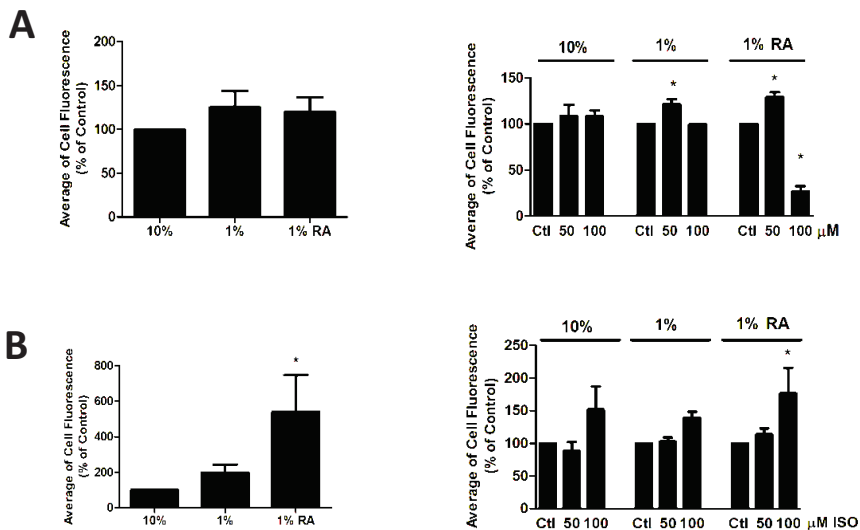 A
Average of Cell Fluorescence
(% of Control)
200
150
100
50
0
10% 1% 1% RA
Average of Cell Fluorescence
(% of Control)
10% 1% 1% RA
150
100
50
0
* * *
Ctl 50 100 Ctl 50 100 Ctl 50 100 μM
B
Average of Cell Fluorescence
(% of Control)
800
600
400
200
0
*
10% 1% 1% RA
Average of Cell Fluorescence
(% of Control)
10% 1% 1% RA
250
200
150
100
50
0
*
Ctl 50 100 Ctl 50 100 Ctl 50 100 μM ISO